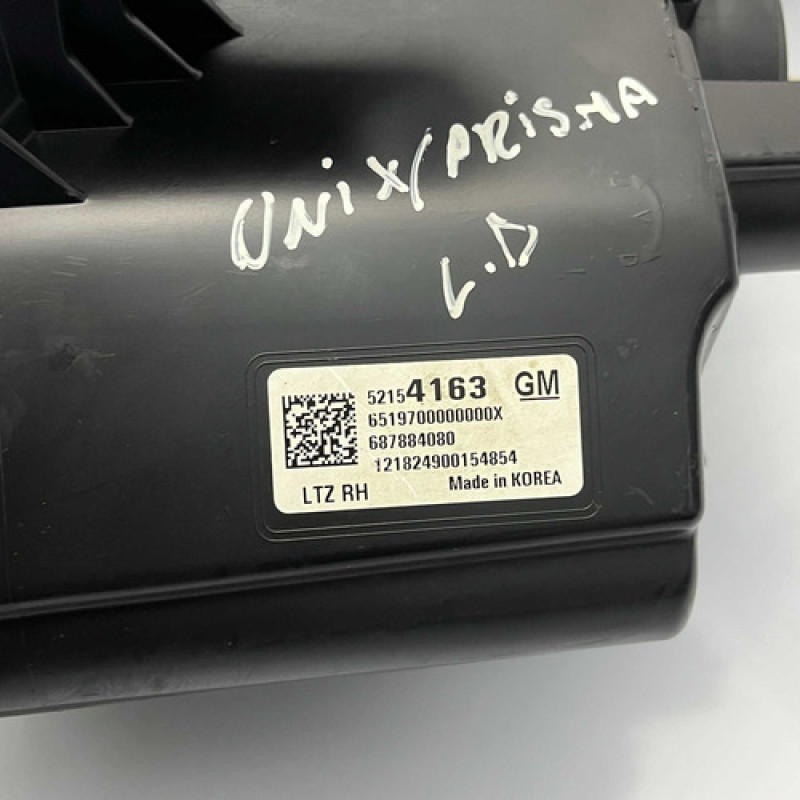 UNiX/PRiSMA
L.D
52154163 GM
6519700000000X
687884080
121824900154854
LTZ RH Made in KOREA